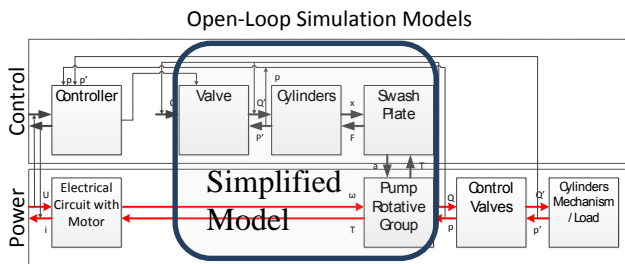 Open-Loop Simulation Models
Control
p p'
p
Controller
Valve
Q'
P'
Cylinders
x
F
Swash
Plate
a
T
Power
U
i
Electrical
Circuit with
Motor
Simplified
Model
ω
T
Pump
Rotative
Group
Q
p
Control
Valves
Q'
p'
Cylinders
Mechanism
/ Load